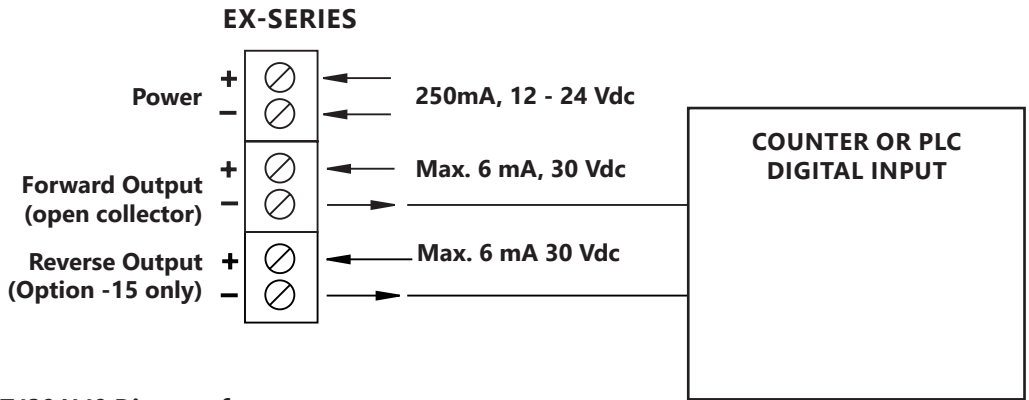 EX-SERIES
Power
+
−
250mA, 12 - 24 Vdc
Forward Output
(open collector)
+
−
Max. 6 mA, 30 Vdc
Reverse Output
(Option -15 only)
+
−
Max. 6 mA 30 Vdc
COUNTER OR PLC
DIGITAL INPUT